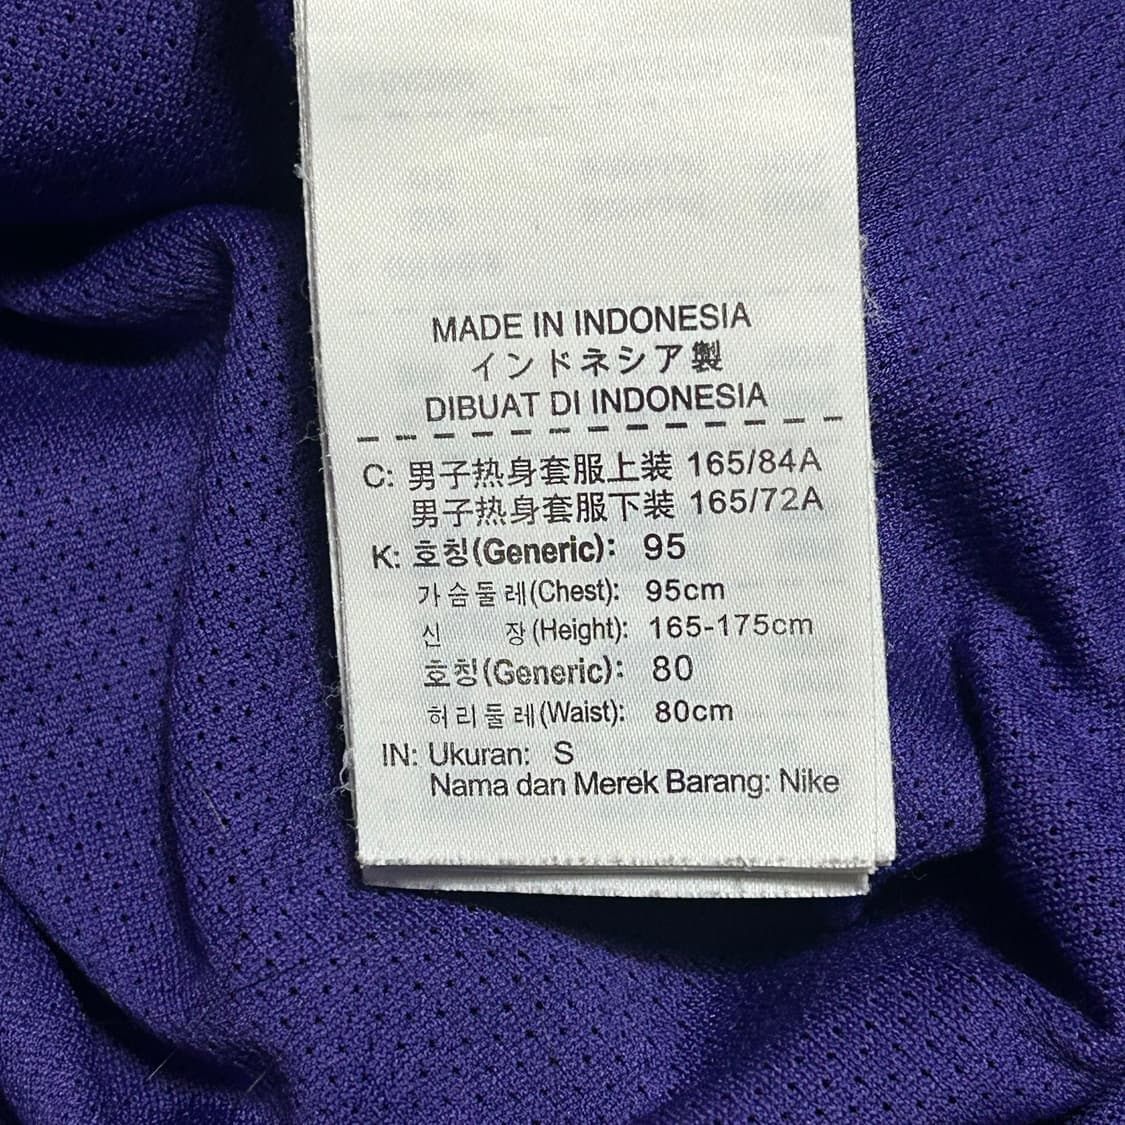 MADE IN INDONESIA
インドネシア製
DIBUAT DI INDONESIA
C: 男子热身套服上装 165/84A
男子热身套服下装 165/72A
K: 호칭(Generic): 95
가슴둘레(Chest): 95cm
신 장(Height): 165-175cm
호칭(Generic): 80
허리둘레(Waist): 80cm
IN: Ukuran: S
Nama dan Merek Barang: Nike